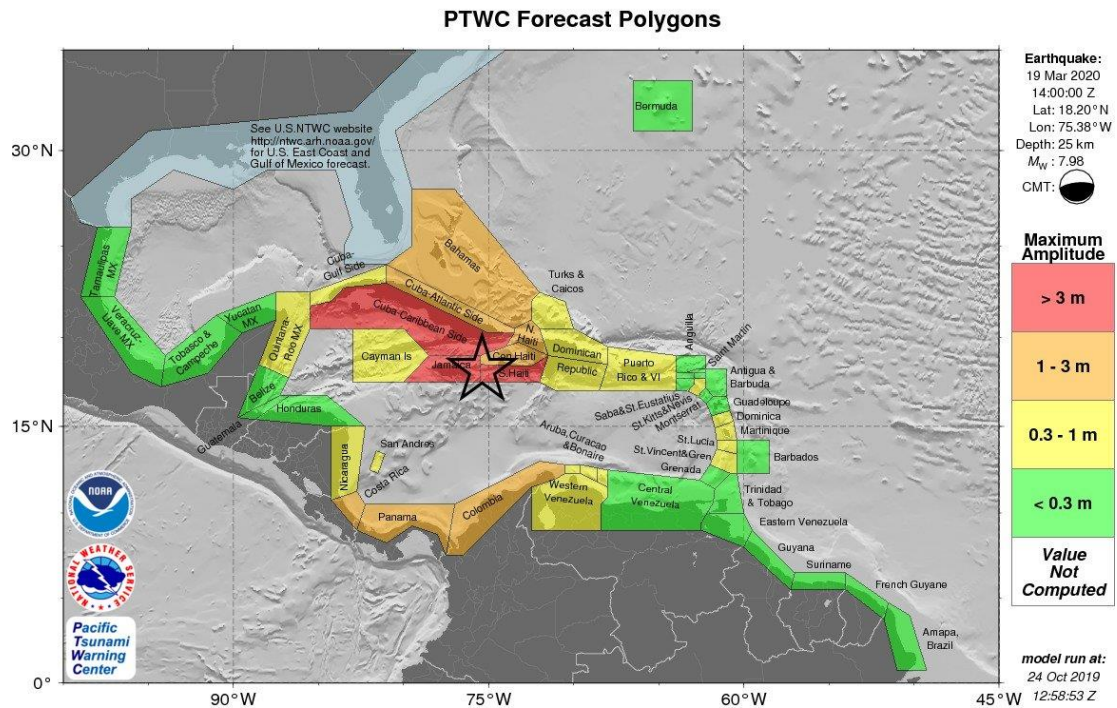 PTWC Forecast Polygons
30°N
15°N
0°
90°W
75°W
60°W
45°W
See U.S.NTWC website
http://ntwc.arh.noaa.gov/
for U.S. East Coast and
Gulf of Mexico forecast.
Bermuda
Tamaulipas
MX
Veracruz-
Llave MX
Tobasco &
Campeche
Yucatan
MX
Quintana-
Roo MX
Belize
Honduras
Guatemala
Nicaragua
San Andres
Costa Rica
Panama
Colombia
Cuba-
Gulf Side
Cuba-Atlantic Side
Cuba-Caribbean Side
Bahamas
Turks &
Caicos
N.
Haiti
Cen.Haiti
S.Haiti
Jamaica
Cayman Is
Dominican
Republic
Puerto
Rico & VI
Anguilla
Saint Martin
Antigua &
Barbuda
Saba&St.Eustatius
St.Kitts&Nevis
Montserrat
Guadeloupe
Dominica
Martinique
St.Lucia
St.Vincent&Gren
Barbados
Grenada
Aruba,Curacao
&Bonaire
Western
Venezuela
Central
Venezuela
Trinidad
& Tobago
Eastern Venezuela
Guyana
Suriname
French Guyane
Amapa,
Brazil
Earthquake:
19 Mar 2020
14:00:00 Z
Lat: 18.20°N
Lon: 75.38°W
Depth: 25 km
Mw : 7.98
CMT:
Maximum
Amplitude
> 3 m
1 - 3 m
0.3 - 1 m
< 0.3 m
Value
Not
Computed
model run at:
24 Oct 2019
12:58:53 Z
NOAA
NATIONAL WEATHER SERVICE
Pacific
Tsunami
Warning
Center